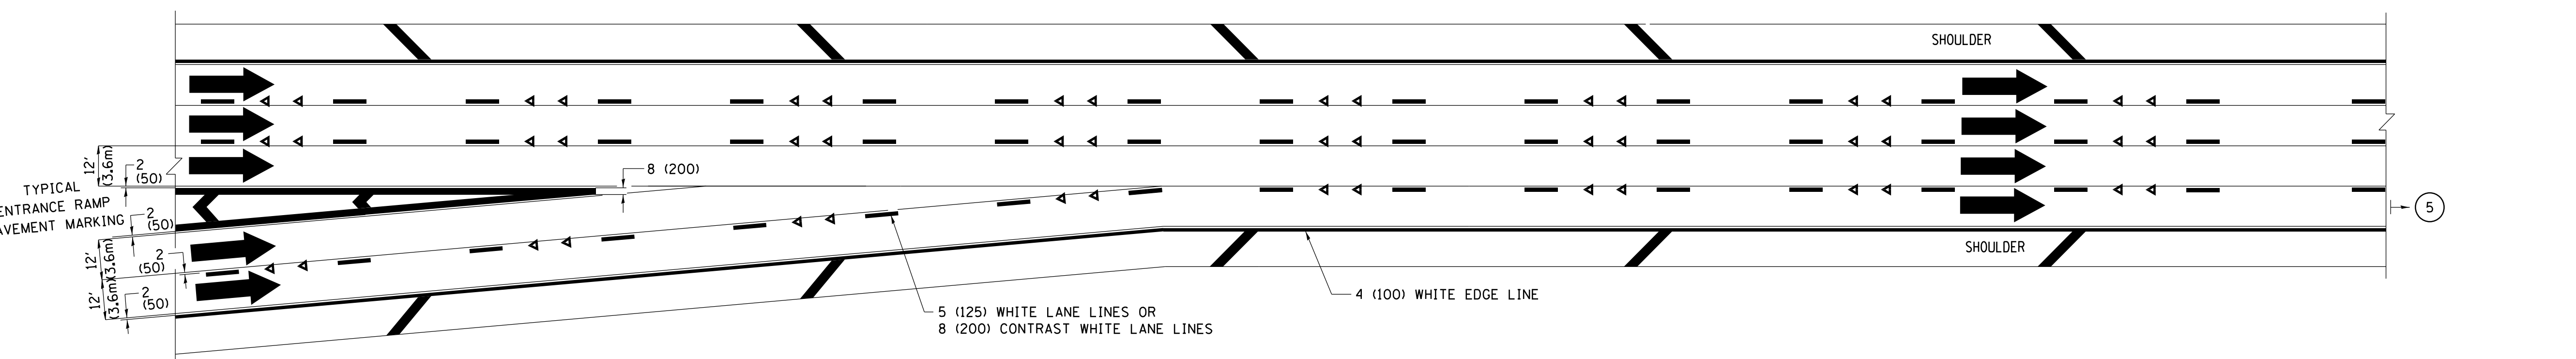 SHOULDER
12'
(3.6m)
2
(50)
8 (200)
TYPICAL
ENTRANCE RAMP
PAVEMENT MARKING
2
(50)
5
12'
(3.6m)
2
(50)
SHOULDER
12'
(3.6m)
2
(50)
4 (100) WHITE EDGE LINE
5 (125) WHITE LANE LINES OR
8 (200) CONTRAST WHITE LANE LINES